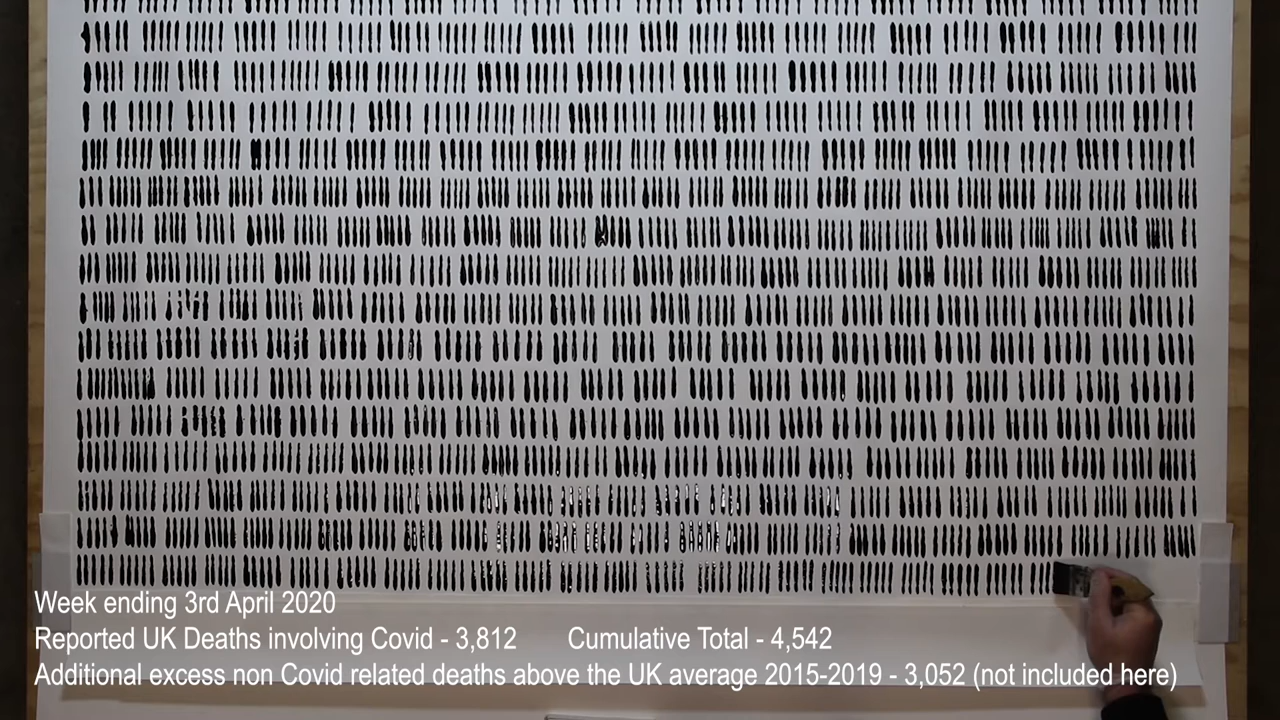 Week ending 3rd April 2020
Reported UK Deaths involving Covid - 3,812 Cumulative Total - 4,542
Additional excess non Covid related deaths above the UK average 2015-2019 - 3,052 (not included here)